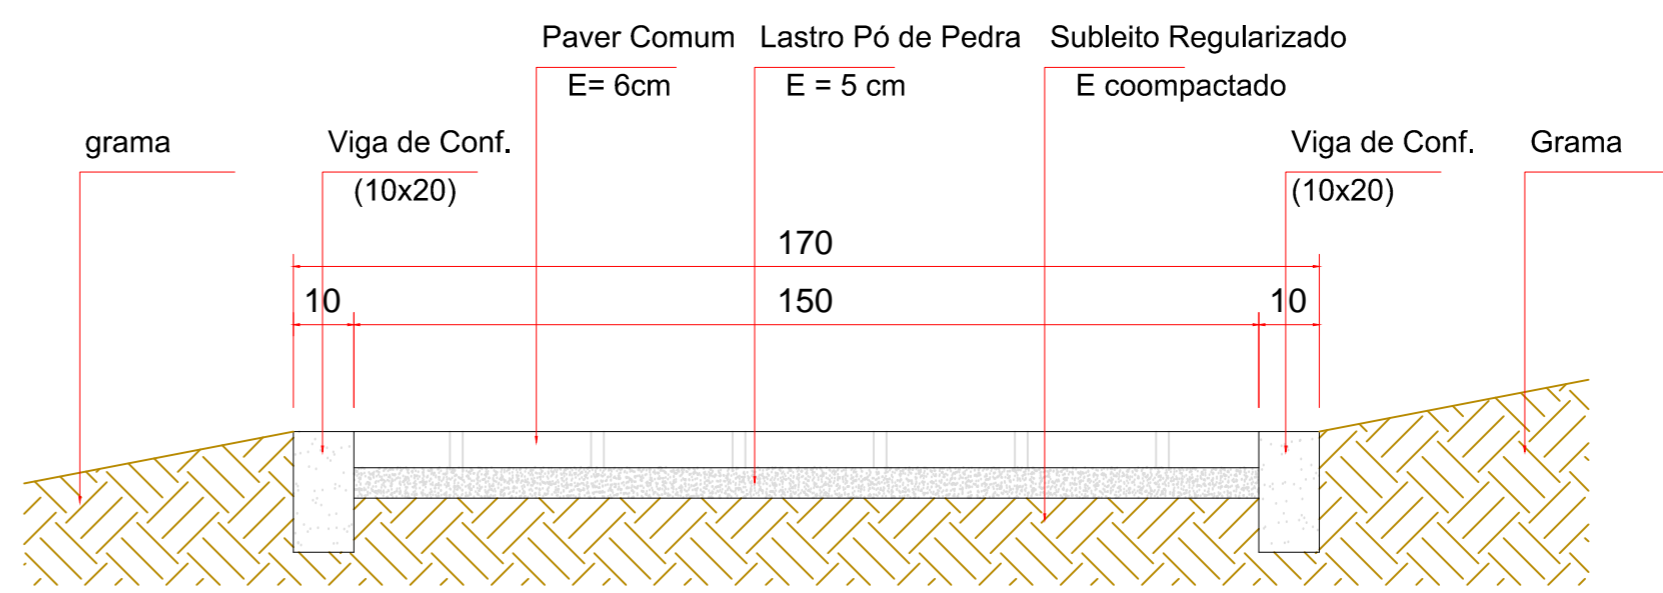 Paver Comum
E= 6cm
Lastro Pó de Pedra
E = 5 cm
Subleito Regularizado
E coompactado
grama
Viga de Conf.
(10x20)
Viga de Conf.
(10x20)
Grama
170
10
150
10